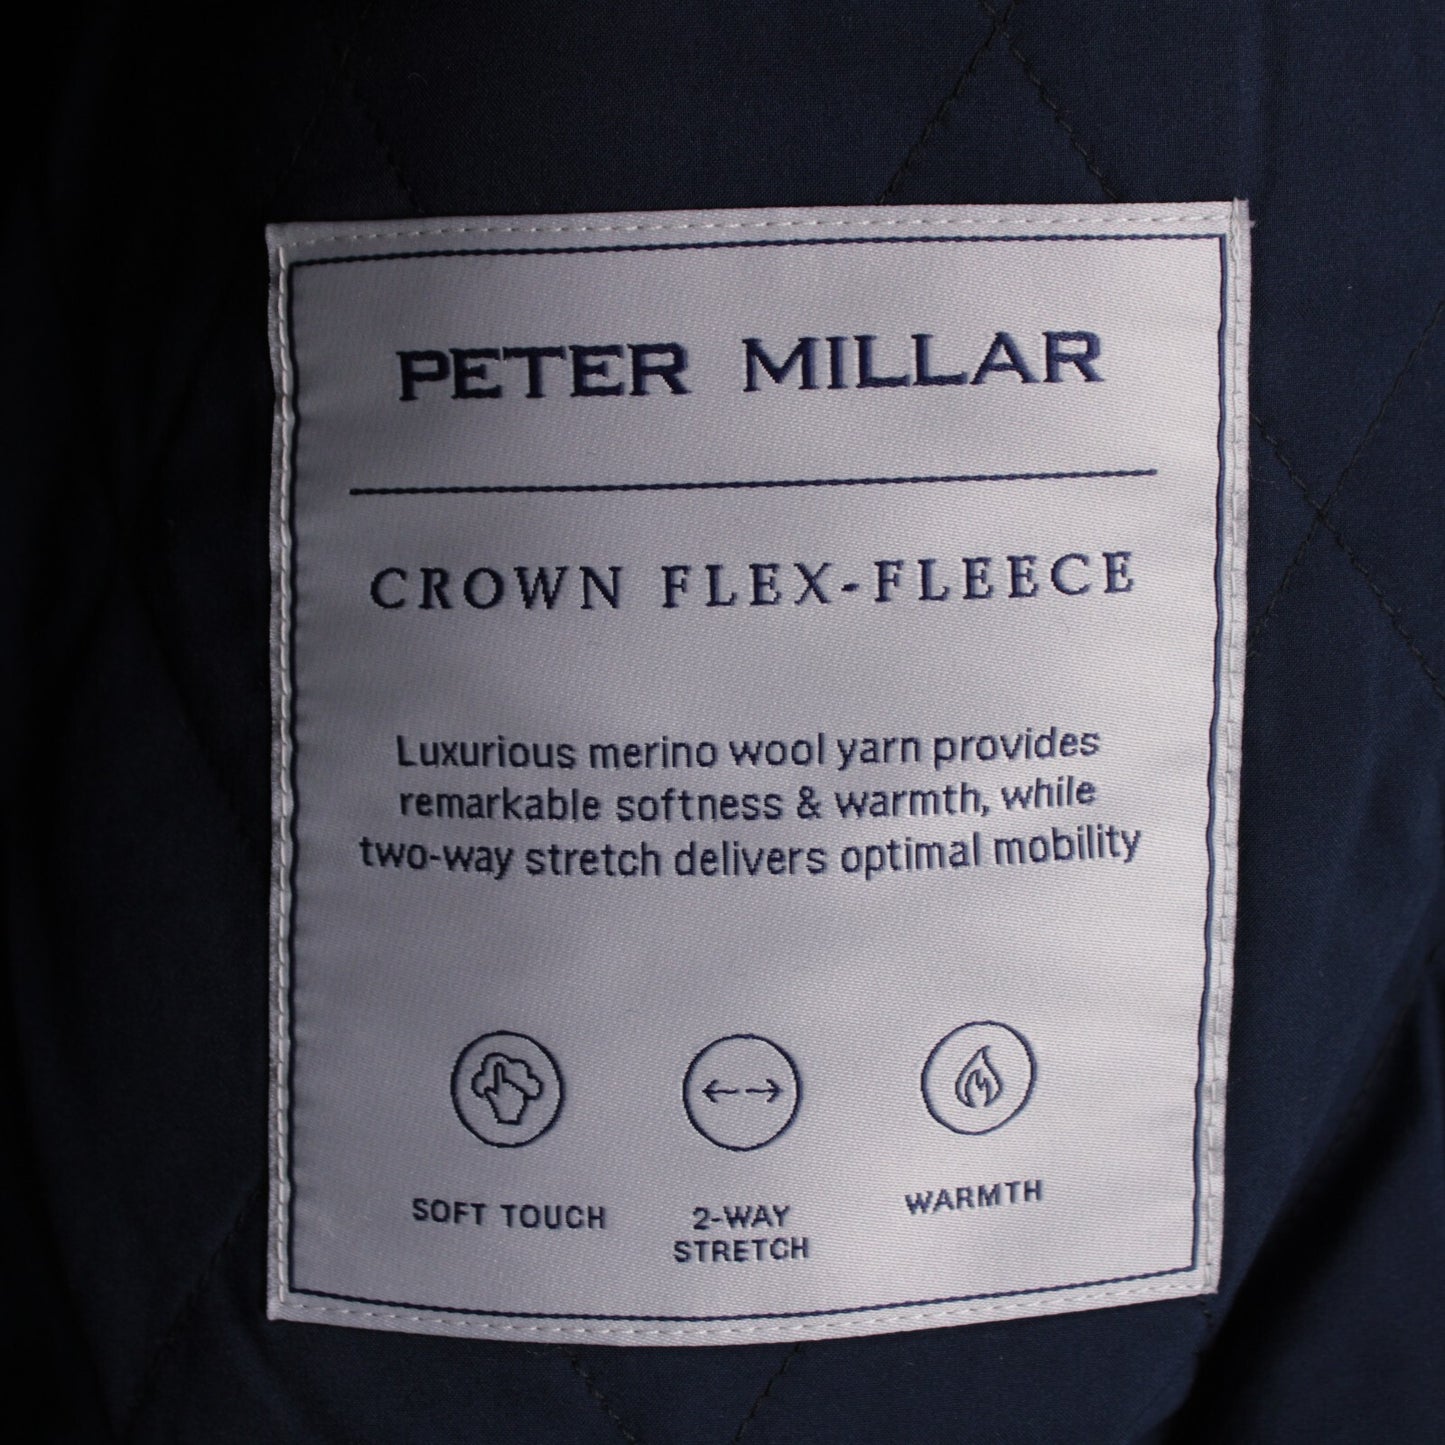 PETER MILLAR
CROWN FLEX-FLEECE
Luxurious merino wool yarn provides
remarkable softness & warmth, while
two-way stretch delivers optimal mobility
SOFT TOUCH
2-WAY
STRETCH
WARMTH